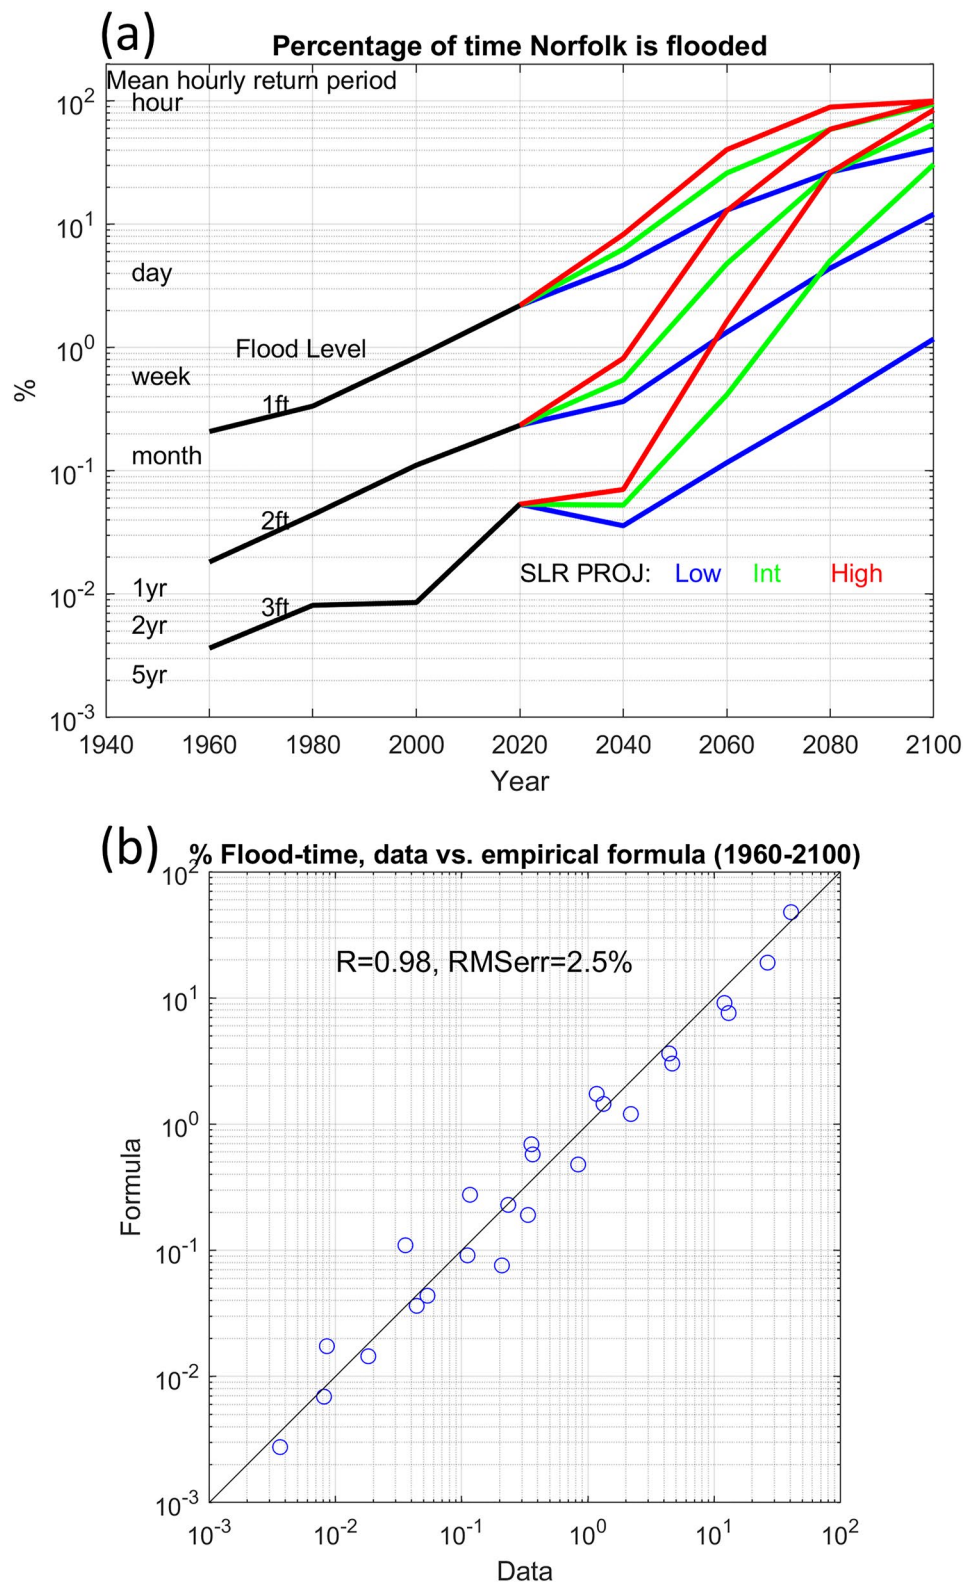 (a)
Percentage of time Norfolk is flooded
Mean hourly return period
hour
day
week
month
1yr
2yr
5yr
Flood Level
1ft
2ft
3ft
SLR PROJ: Low Int High
%
10^2
10^1
10^0
10^-1
10^-2
10^-3
1940 1960 1980 2000 2020 2040 2060 2080 2100
Year
(b)
% Flood-time, data vs. empirical formula (1960-2100)
R=0.98, RMSerr=2.5%
Formula
10^2
10^1
10^0
10^-1
10^-2
10^-3
10^-3 10^-2 10^-1 10^0 10^1 10^2
Data